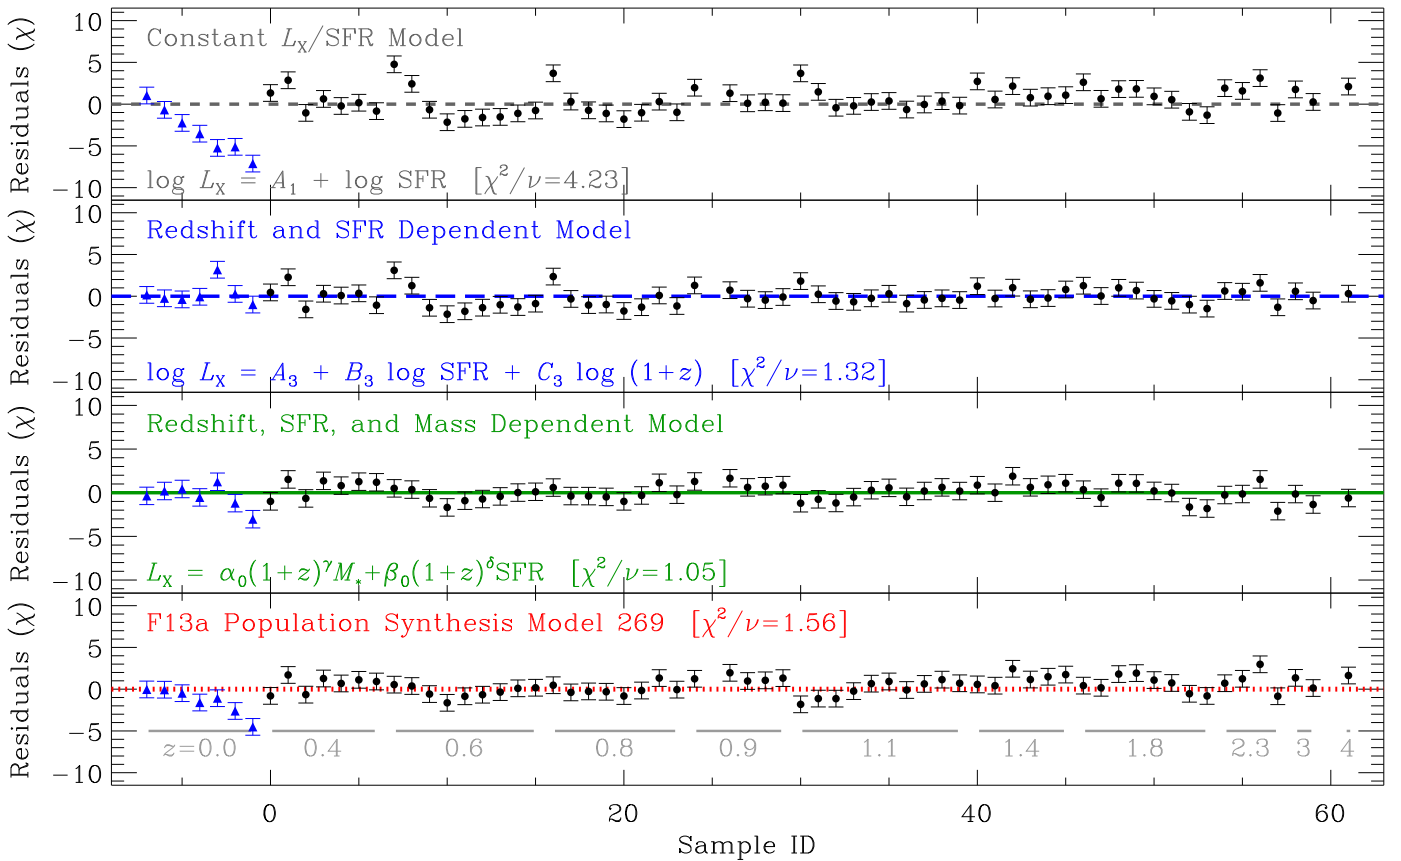 Residuals (χ)
10
5
0
−5
−10
Constant L_X/SFR Model
log L_X = A_1 + log SFR [χ²/ν=4.23]
Residuals (χ)
10
5
0
−5
−10
Redshift and SFR Dependent Model
log L_X = A_3 + B_3 log SFR + C_3 log (1+z) [χ²/ν=1.32]
Residuals (χ)
10
5
0
−5
−10
Redshift, SFR, and Mass Dependent Model
L_X = α_0(1+z)^γ M_* + β_0(1+z)^δ SFR [χ²/ν=1.05]
Residuals (χ)
10
5
0
−5
−10
F13a Population Synthesis Model 269 [χ²/ν=1.56]
z=0.0 0.4 0.6 0.8 0.9 1.1 1.4 1.8 2.3 3 4
0 20 40 60
Sample ID